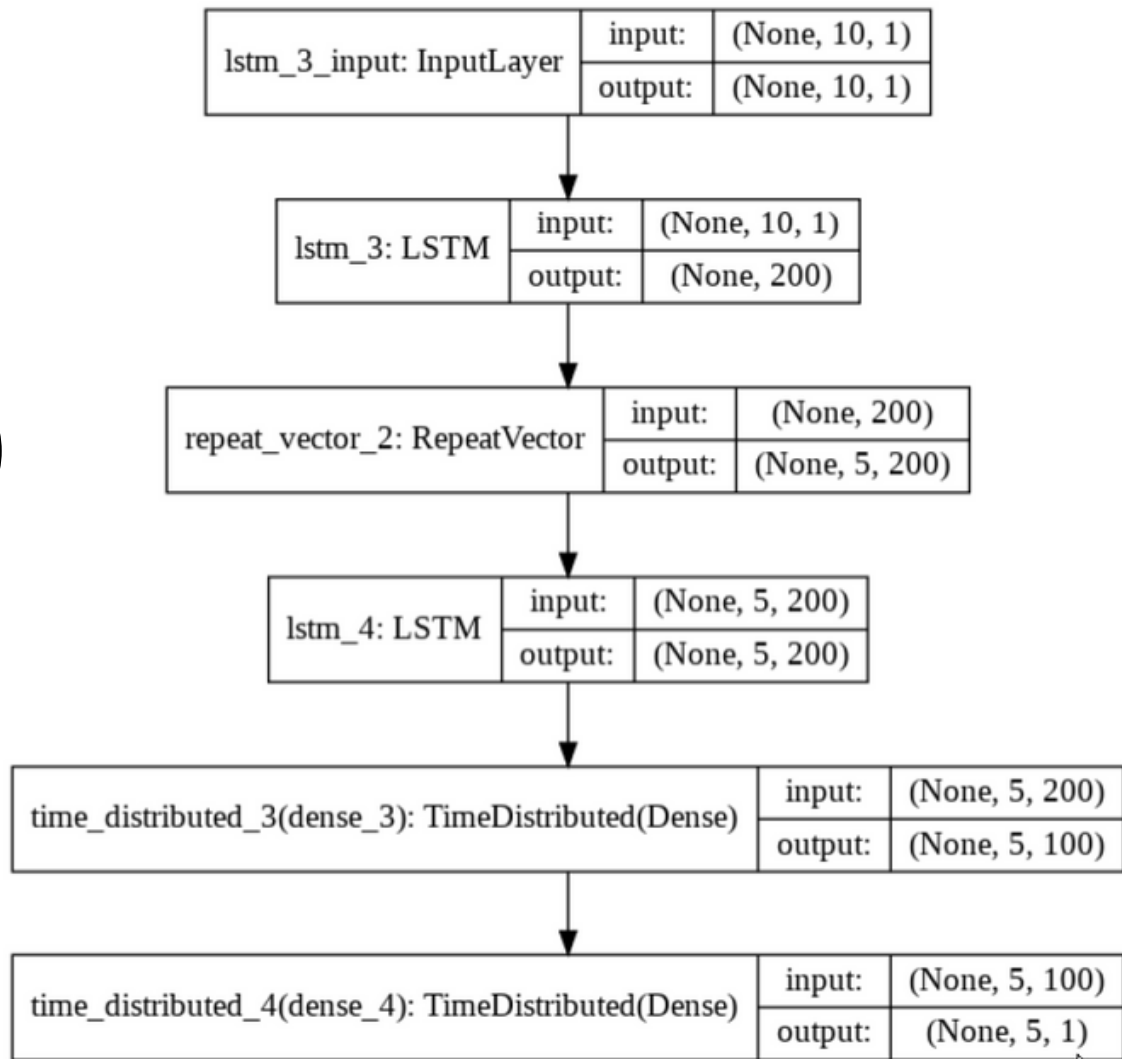 lstm_3_input: InputLayer
input: (None, 10, 1)
output: (None, 10, 1)
lstm_3: LSTM
input: (None, 10, 1)
output: (None, 200)
repeat_vector_2: RepeatVector
input: (None, 200)
output: (None, 5, 200)
)
lstm_4: LSTM
input: (None, 5, 200)
output: (None, 5, 200)
time_distributed_3(dense_3): TimeDistributed(Dense)
input: (None, 5, 200)
output: (None, 5, 100)
time_distributed_4(dense_4): TimeDistributed(Dense)
input: (None, 5, 100)
output: (None, 5, 1)